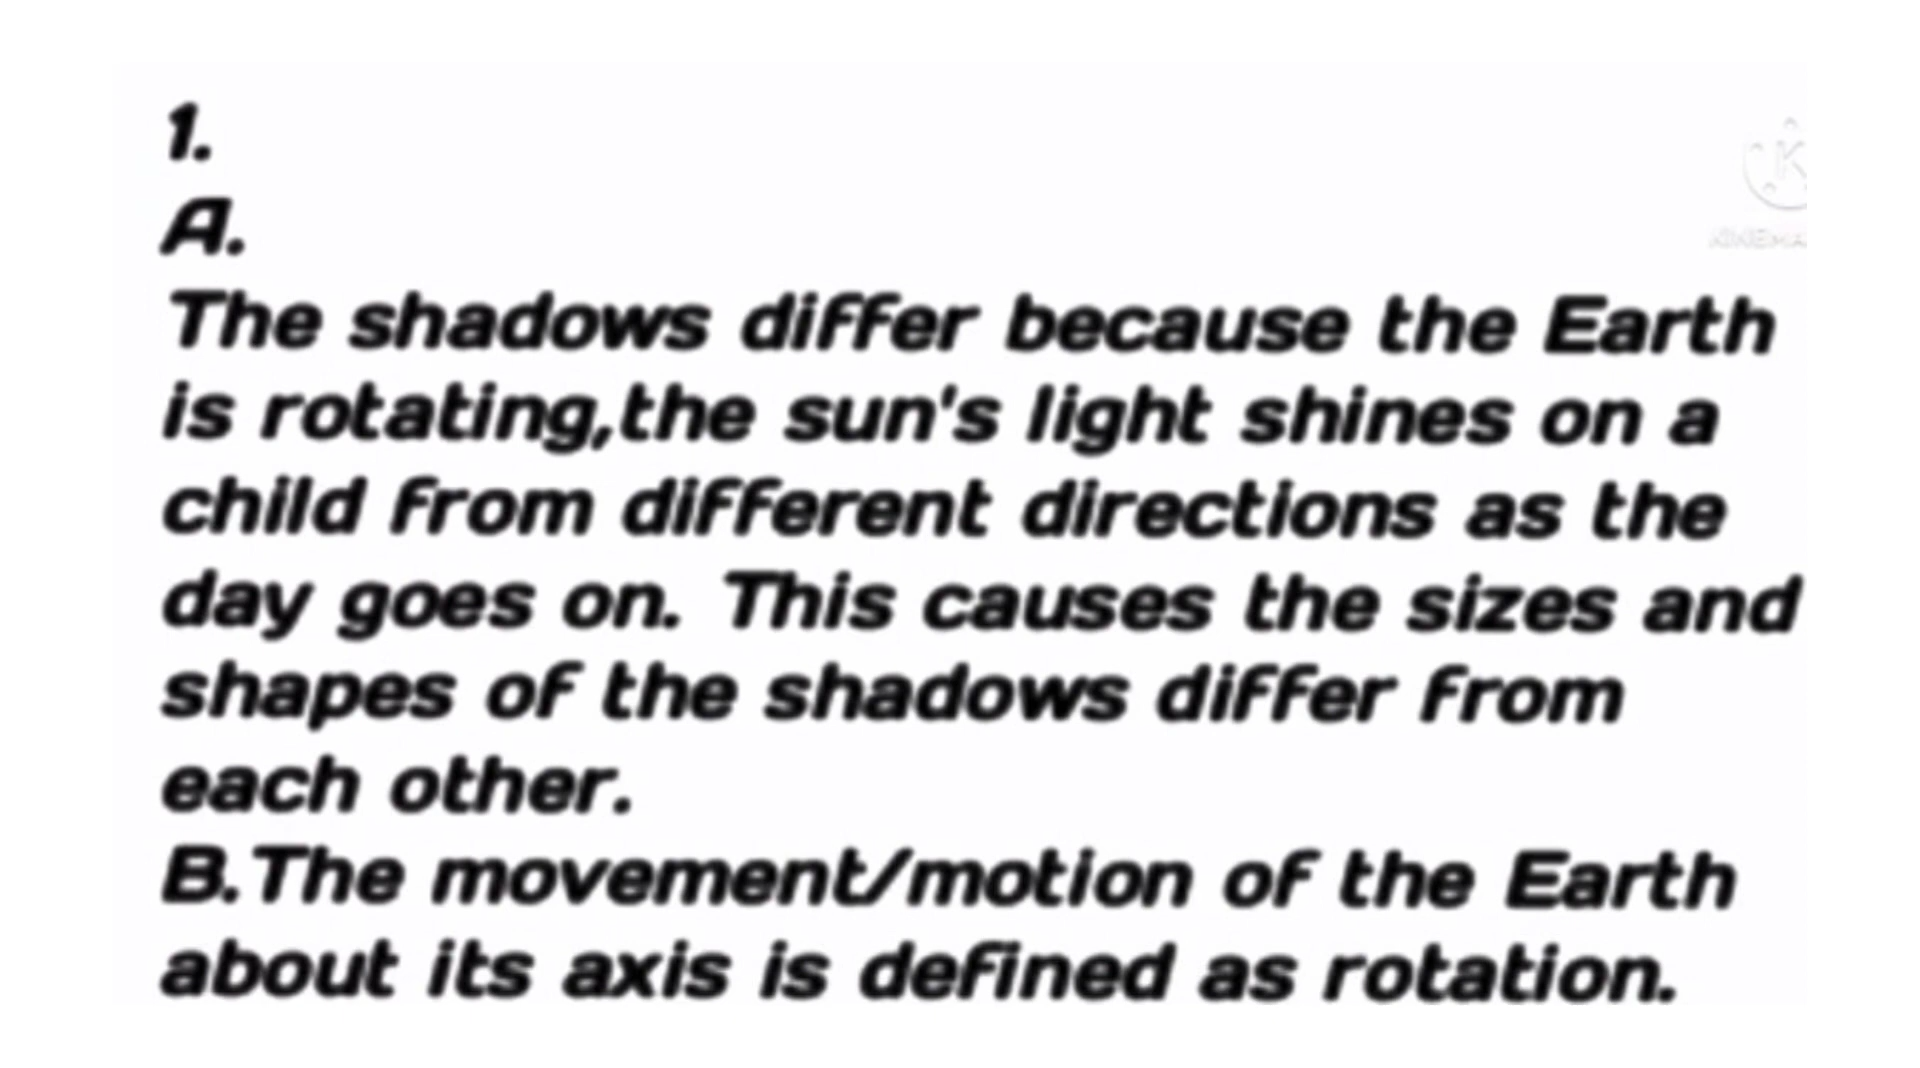 1.
A.
The shadows differ because the Earth
is rotating,the sun's light shines on a
child from different directions as the
day goes on. This causes the sizes and
shapes of the shadows differ from
each other.
B.The movement/motion of the Earth
about its axis is defined as rotation.